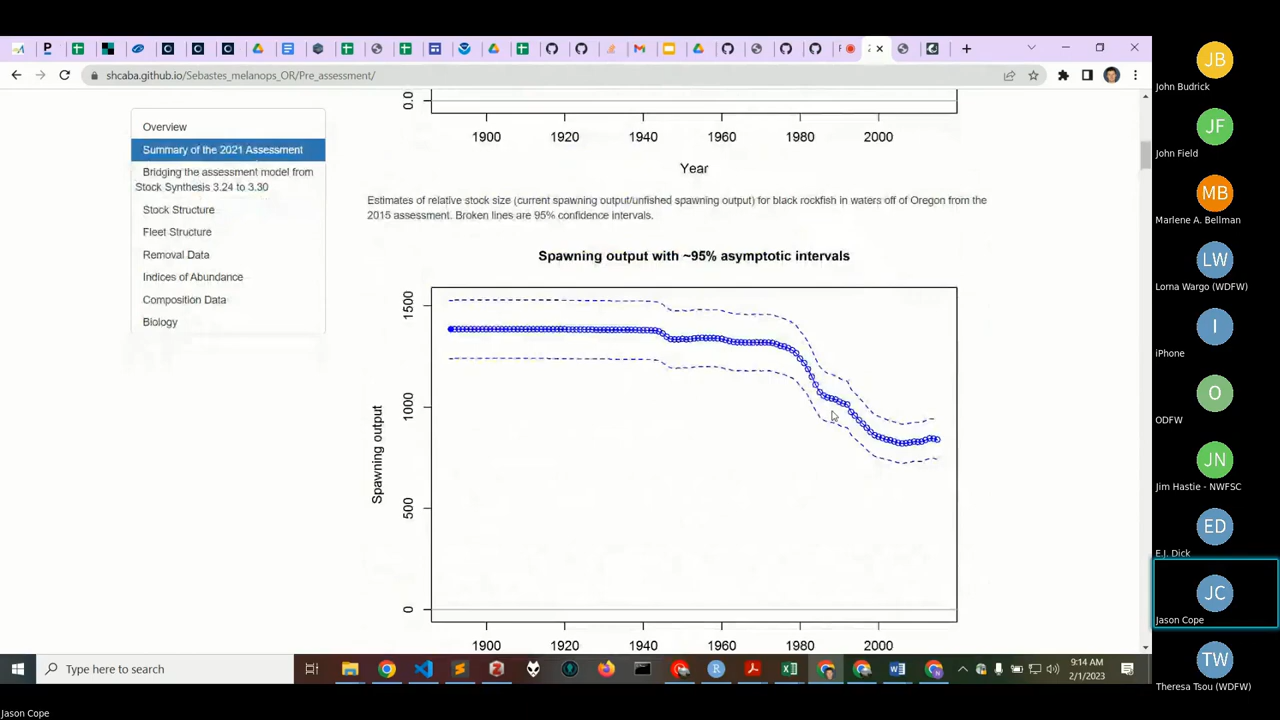 shcaba.github.io/Sebastes_melanops_OR/Pre_assessment/
Overview
Summary of the 2021 Assessment
Bridging the assessment model from
Stock Synthesis 3.24 to 3.30
Stock Structure
Fleet Structure
Removal Data
Indices of Abundance
Composition Data
Biology
0.0
1900 1920 1940 1960 1980 2000
Year
Estimates of relative stock size (current spawning output/unfished spawning output) for black rockfish in waters off of Oregon from the
2015 assessment. Broken lines are 95% confidence intervals.
Spawning output with ~95% asymptotic intervals
Spawning output
1500
1000
500
0
1900 1920 1940 1960 1980 2000
Type here to search
9:14 AM
2/1/2023
JB
John Budrick
JF
John Field
MB
Marlene A. Bellman
LW
Lorna Wargo (WDFW)
I
iPhone
O
ODFW
JN
Jim Hastie - NWFSC
ED
E.J. Dick
JC
Jason Cope
TW
Theresa Tsou (WDFW)
Jason Cope